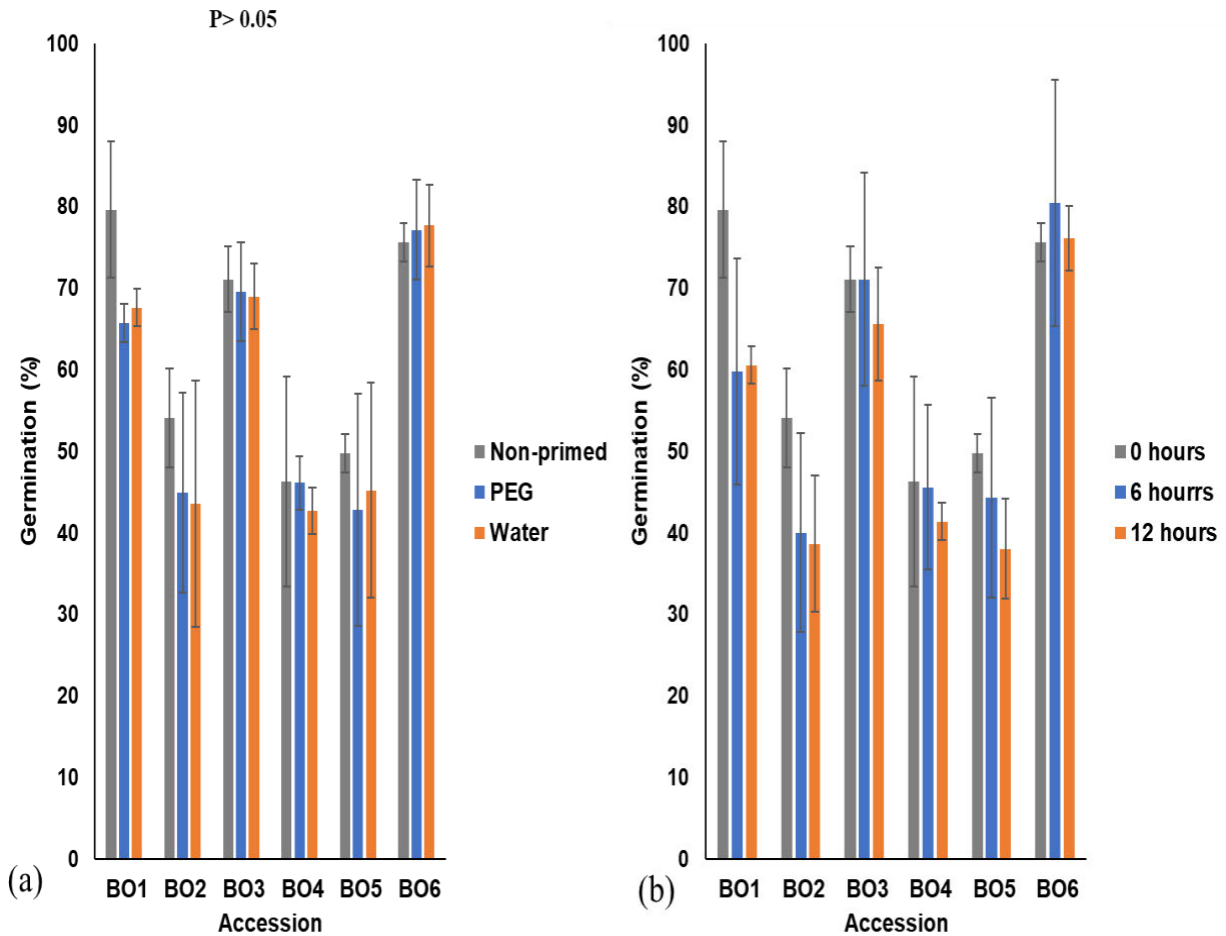 P> 0.05
100
90
80
70
60
50
40
30
20
10
0
Germination (%)
BO1 BO2 BO3 BO4 BO5 BO6
Accession
Non-primed
PEG
Water
(a)
100
90
80
70
60
50
40
30
20
10
0
Germination (%)
BO1 BO2 BO3 BO4 BO5 BO6
Accession
0 hours
6 hourrs
12 hours
(b)